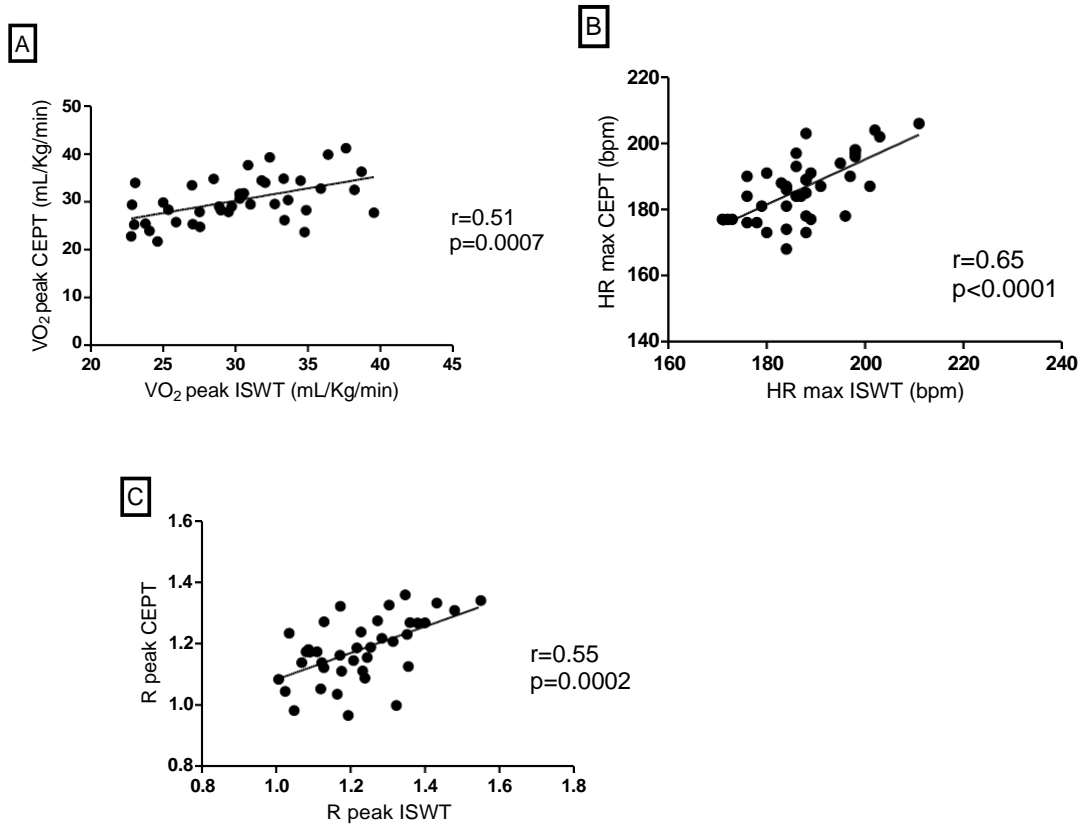 A
50
40
30
20
10
0
VO₂ peak CEPT (mL/Kg/min)
20 25 30 35 40 45
VO₂ peak ISWT (mL/Kg/min)
r=0.51
p=0.0007
B
220
200
180
160
140
HR max CEPT (bpm)
160 180 200 220 240
HR max ISWT (bpm)
r=0.65
p<0.0001
C
1.6
1.4
1.2
1.0
0.8
R peak CEPT
0.8 1.0 1.2 1.4 1.6 1.8
R peak ISWT
r=0.55
p=0.0002